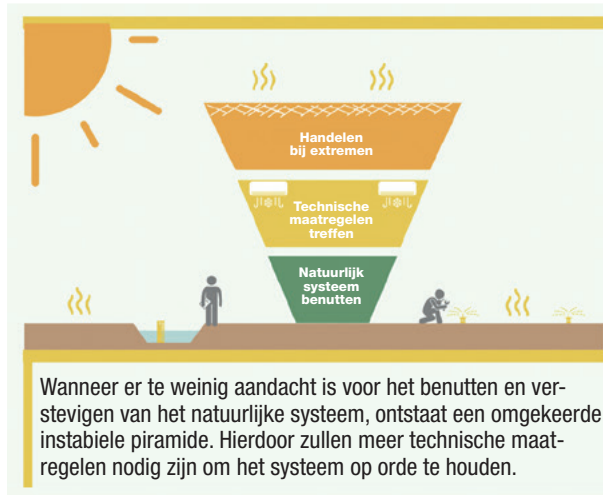 Handelen
bij extremen
Technische
maatregelen
treffen
Natuurlijk
systeem
benutten
Wanneer er te weinig aandacht is voor het benutten en ver-
stevigen van het natuurlijke systeem, ontstaat een omgekeerde
instabiele piramide. Hierdoor zullen meer technische maat-
regelen nodig zijn om het systeem op orde te houden.